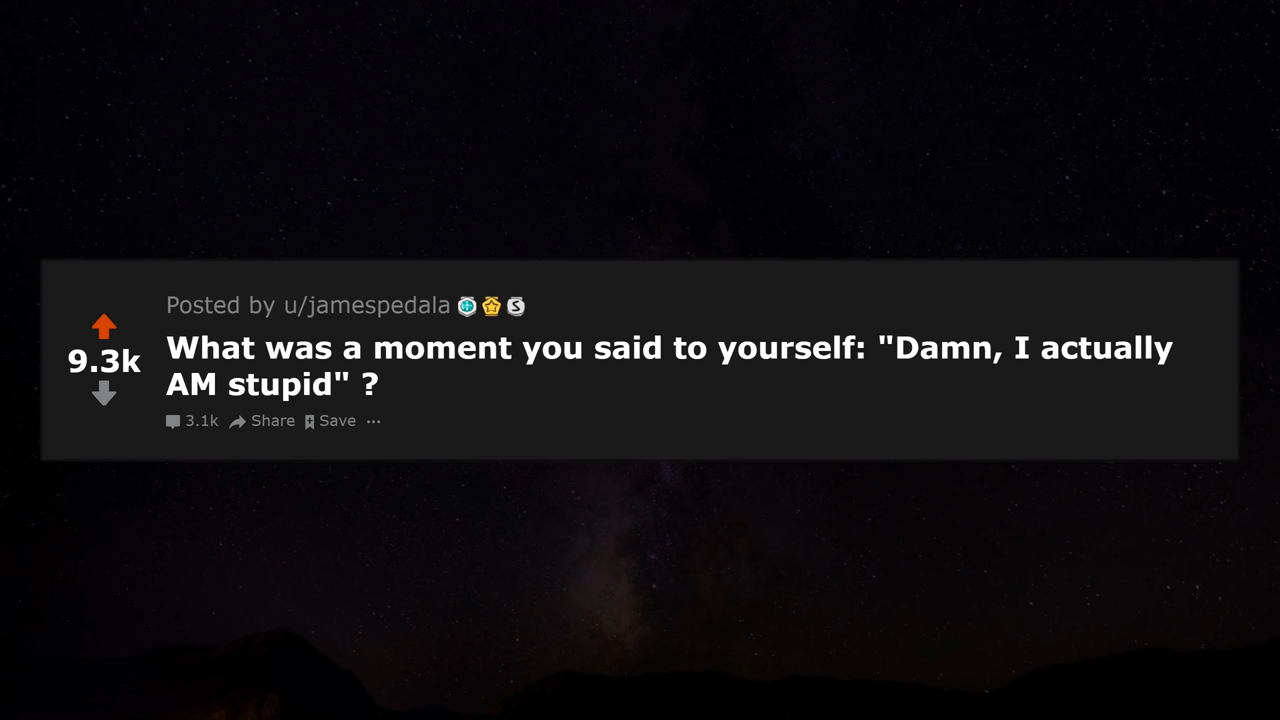 Posted by u/jamespedala
9.3k
What was a moment you said to yourself: "Damn, I actually
AM stupid" ?
3.1k Share Save ...